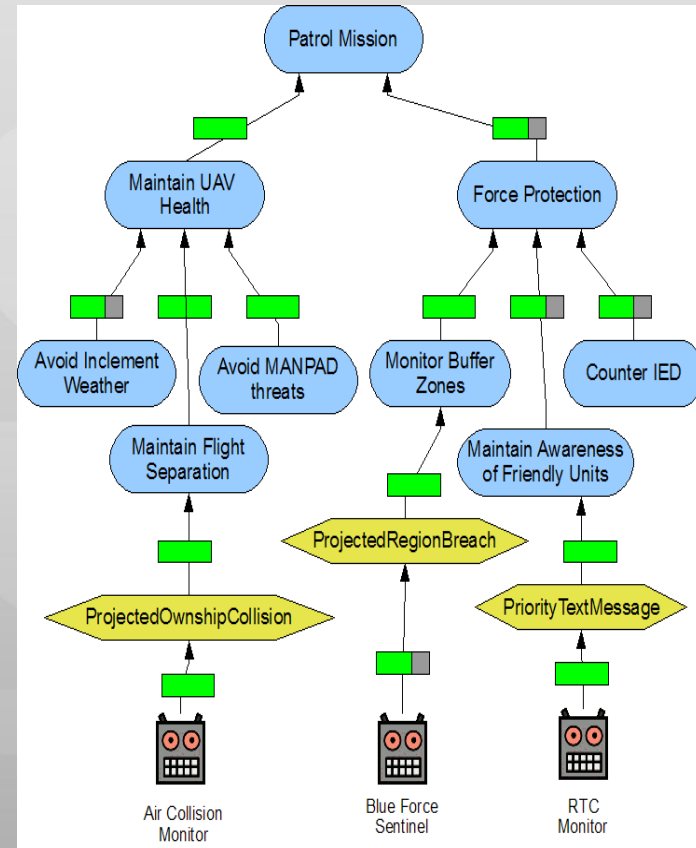 Patrol Mission
Maintain UAV
Health
Force Protection
Avoid Inclement
Weather
Avoid MANPAD
threats
Monitor Buffer
Zones
Counter IED
Maintain Flight
Separation
Maintain Awareness
of Friendly Units
ProjectedRegionBreach
ProjectedOwnshipCollision
PriorityTextMessage
Air Collision
Monitor
Blue Force
Sentinel
RTC
Monitor